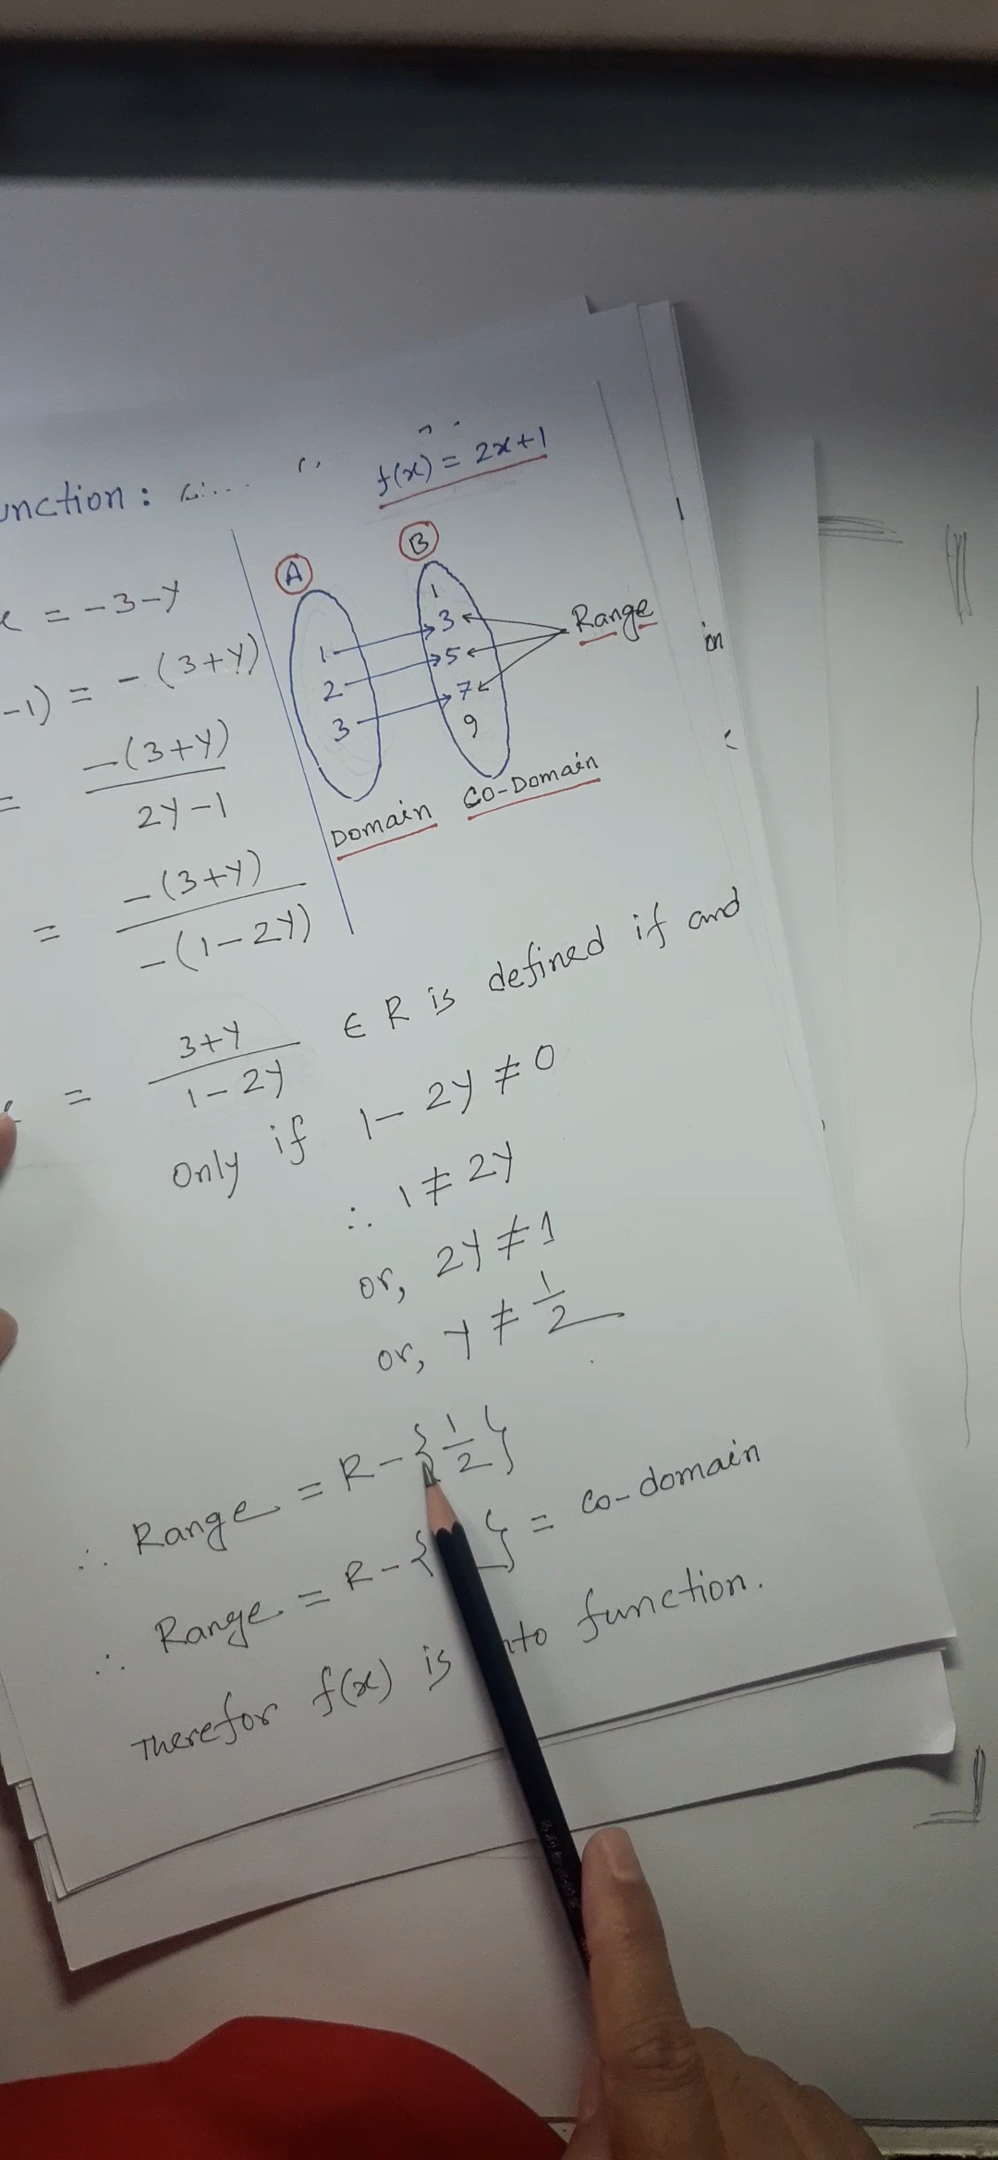 f(x) = 2x+1
unction :
= -3-y
-1) = -(3+y)
= -(3+y) / 2y-1
= -(3+y) / -(1-2y)
A B
1 2 3
1 3 5 7 9
Range
Domain Co-Domain
in
= 3+y / 1-2y ∈ R is defined if and
only if 1-2y ≠ 0
∴ 1 ≠ 2y
or, 2y ≠ 1
or, y ≠ 1/2
∴ Range = R-{1/2}
∴ Range = R-{ } = Co-domain
Therefor f(x) is nto function.